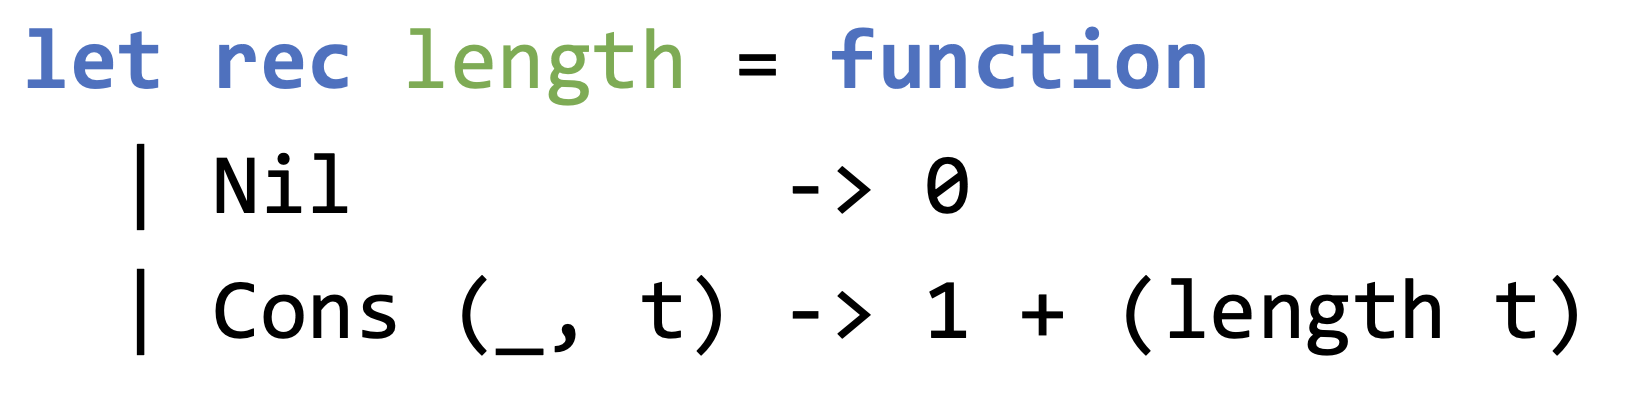 let rec length = function
  | Nil         -> 0
  | Cons (_, t) -> 1 + (length t)